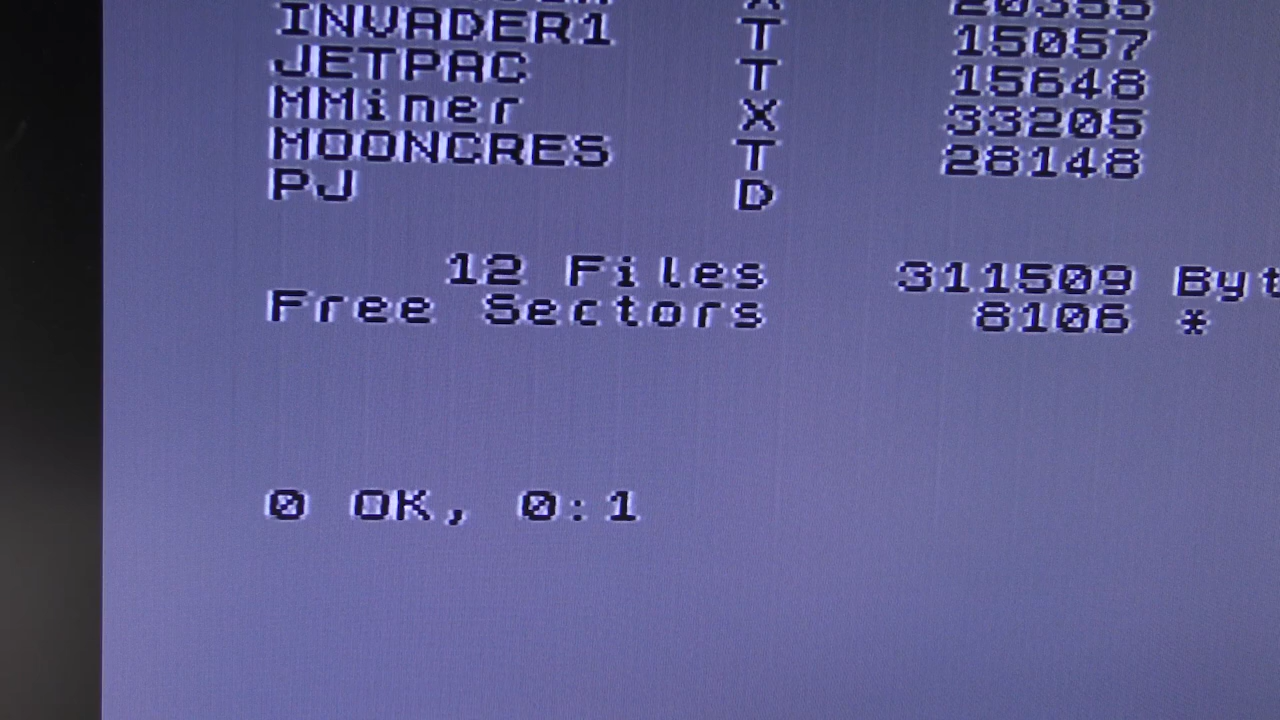 20355
INVADER1 T 15057
JETPAC T 15648
MMiner X 33205
MOONCRES T 28148
PJ D
12 Files 311509 Byt
Free Sectors 8106 *
0 OK, 0:1